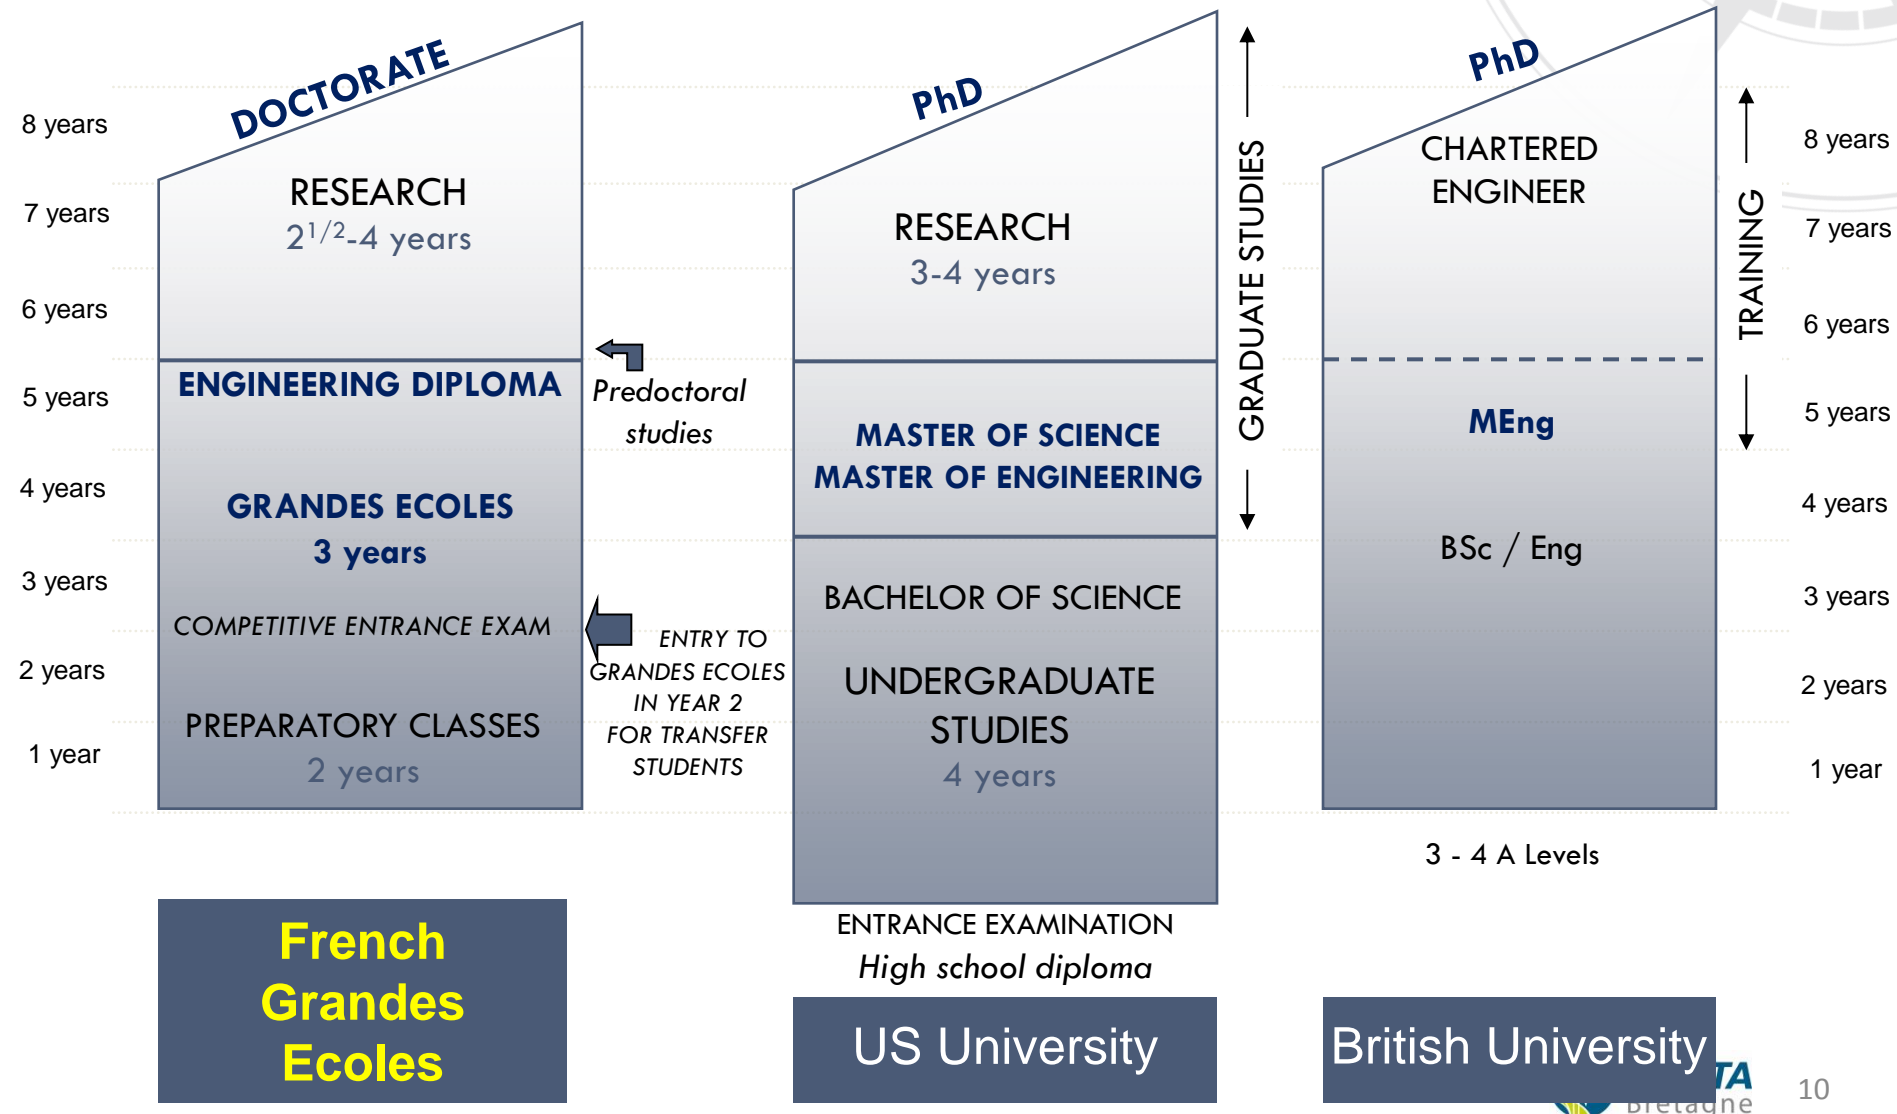 8 years
7 years
6 years
5 years
4 years
3 years
2 years
1 year
DOCTORATE
RESEARCH
2 1/2-4 years
ENGINEERING DIPLOMA
GRANDES ECOLES
3 years
COMPETITIVE ENTRANCE EXAM
PREPARATORY CLASSES
2 years
French
Grandes
Ecoles
Predoctoral
studies
ENTRY TO
GRANDES ECOLES
IN YEAR 2
FOR TRANSFER
STUDENTS
PhD
RESEARCH
3-4 years
MASTER OF SCIENCE
MASTER OF ENGINEERING
BACHELOR OF SCIENCE
UNDERGRADUATE
STUDIES
4 years
ENTRANCE EXAMINATION
High school diploma
US University
GRADUATE STUDIES
PhD
CHARTERED
ENGINEER
MEng
BSc / Eng
3 - 4 A Levels
British University
TRAINING
8 years
7 years
6 years
5 years
4 years
3 years
2 years
1 year
TA
Bretagne
10